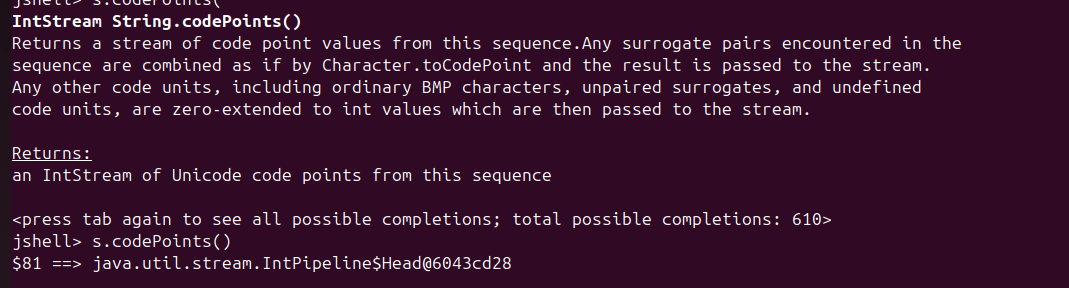 jshell> s.codePoints(
IntStream String.codePoints()
Returns a stream of code point values from this sequence.Any surrogate pairs encountered in the
sequence are combined as if by Character.toCodePoint and the result is passed to the stream.
Any other code units, including ordinary BMP characters, unpaired surrogates, and undefined
code units, are zero-extended to int values which are then passed to the stream.

Returns:
an IntStream of Unicode code points from this sequence

<press tab again to see all possible completions; total possible completions: 610>
jshell> s.codePoints()
$81 ==> java.util.stream.IntPipeline$Head@6043cd28